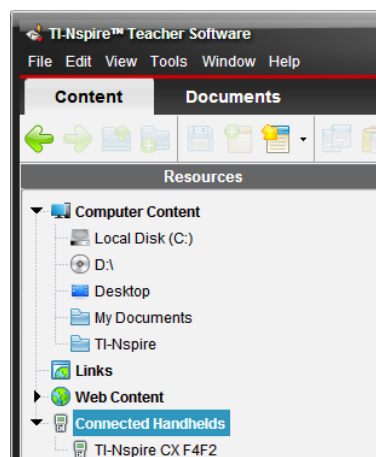 TI-Nspire™ Teacher Software
File Edit View Tools Window Help
Content Documents
Resources
Computer Content
Local Disk (C:)
D:\
Desktop
My Documents
TI-Nspire
Links
Web Content
Connected Handhelds
TI-Nspire CX F4F2